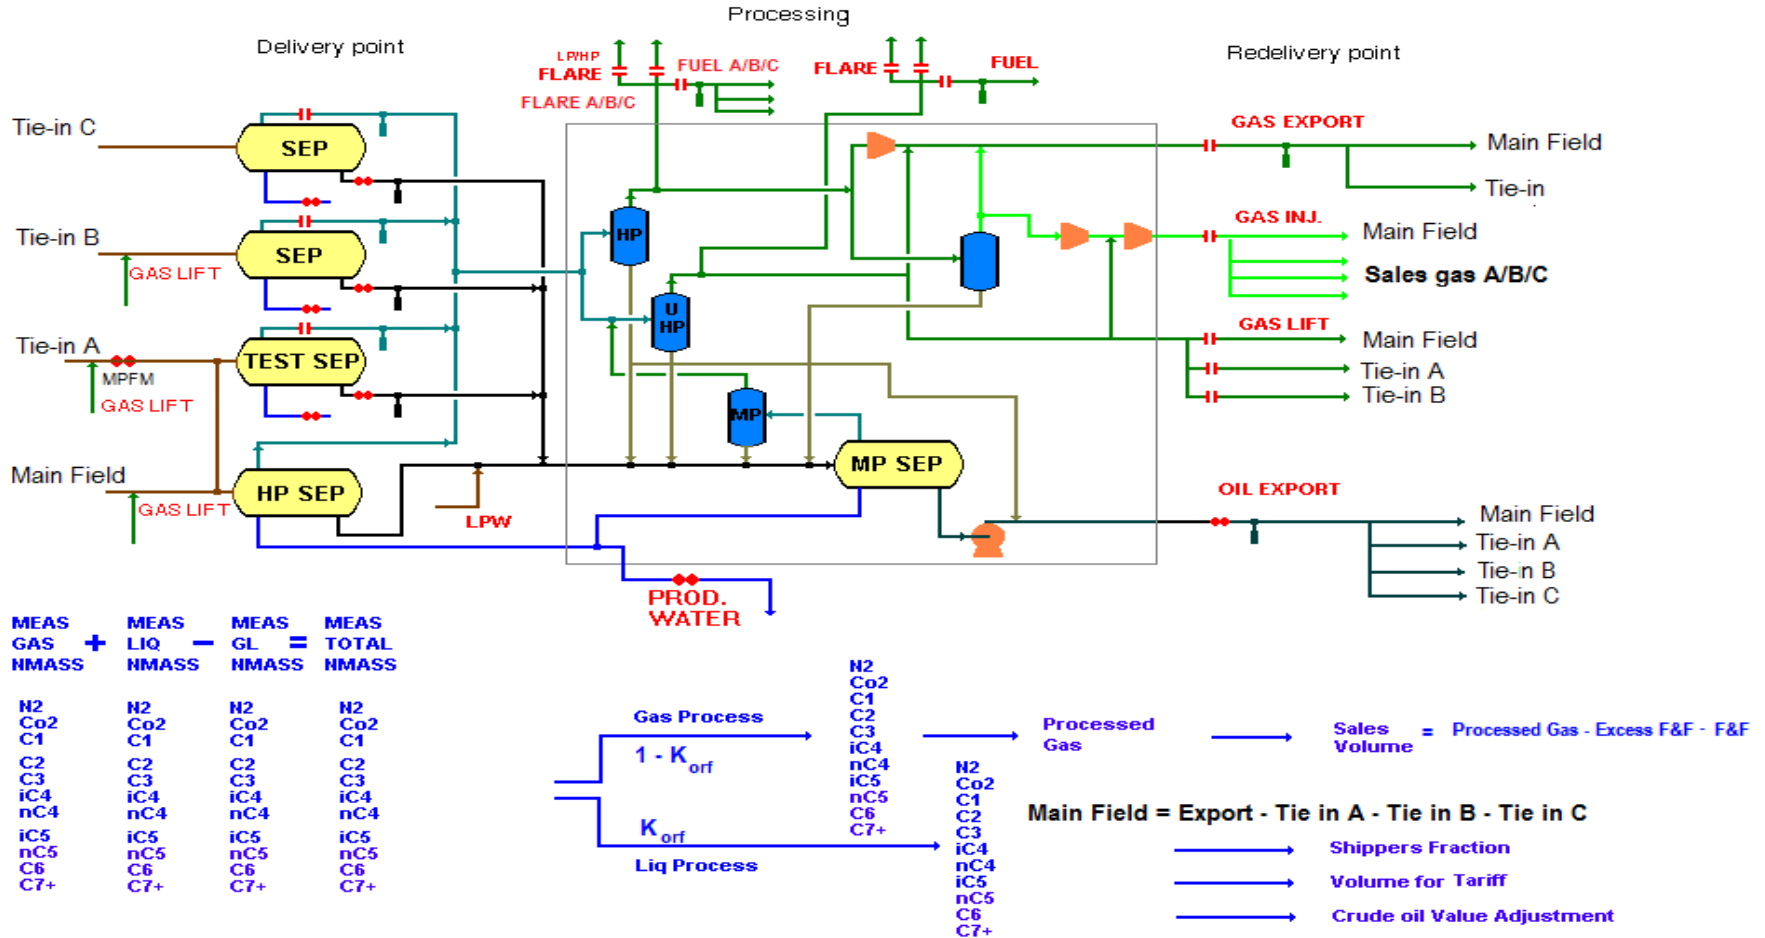 Processing
Delivery point
Redelivery point
LP/HP
FLARE
FUEL A/B/C
FLARE A/B/C
FLARE
FUEL
Tie-in C
SEP
GAS EXPORT
Main Field
Tie-in
Tie-in B
SEP
GAS LIFT
HP
GAS INJ.
Main Field
Sales gas A/B/C
U
HP
GAS LIFT
Main Field
Tie-in A
Tie-in B
Tie-in A
MPFM
GAS LIFT
TEST SEP
MP
MP SEP
Main Field
GAS LIFT
HP SEP
LPW
OIL EXPORT
Main Field
Tie-in A
Tie-in B
Tie-in C
PROD.
WATER
MEAS
GAS
NMASS
+
MEAS
LIQ
NMASS
–
MEAS
GL
NMASS
=
MEAS
TOTAL
NMASS
N2
Co2
C1
C2
C3
iC4
nC4
iC5
nC5
C6
C7+
N2
Co2
C1
C2
C3
iC4
nC4
iC5
nC5
C6
C7+
N2
Co2
C1
C2
C3
iC4
nC4
iC5
nC5
C6
C7+
N2
Co2
C1
C2
C3
iC4
nC4
iC5
nC5
C6
C7+
Gas Process
1 - Korf
Korf
Liq Process
N2
Co2
C1
C2
C3
iC4
nC4
iC5
nC5
C6
C7+
N2
Co2
C1
C2
C3
iC4
nC4
iC5
nC5
C6
C7+
Processed
Gas
Sales
Volume
= Processed Gas - Excess F&F - F&F
Main Field = Export - Tie in A - Tie in B - Tie in C
Shippers Fraction
Volume for Tariff
Crude oil Value Adjustment